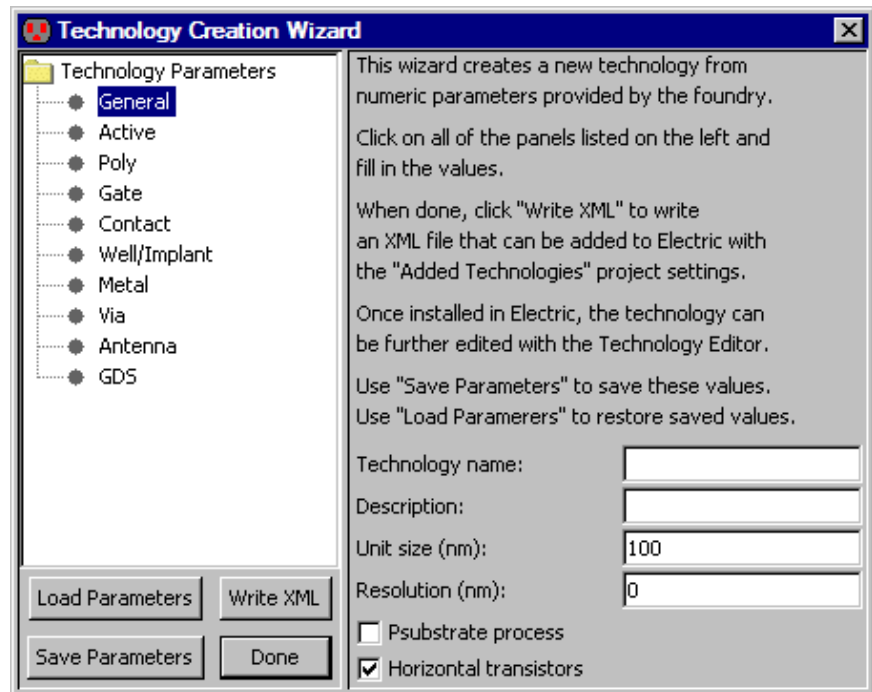 Technology Creation Wizard
Technology Parameters
General
Active
Poly
Gate
Contact
Well/Implant
Metal
Via
Antenna
GDS
Load Parameters
Write XML
Save Parameters
Done
This wizard creates a new technology from
numeric parameters provided by the foundry.
Click on all of the panels listed on the left and
fill in the values.
When done, click "Write XML" to write
an XML file that can be added to Electric with
the "Added Technologies" project settings.
Once installed in Electric, the technology can
be further edited with the Technology Editor.
Use "Save Parameters" to save these values.
Use "Load Paramerers" to restore saved values.
Technology name:
Description:
Unit size (nm): 100
Resolution (nm): 0
Psubstrate process
Horizontal transistors